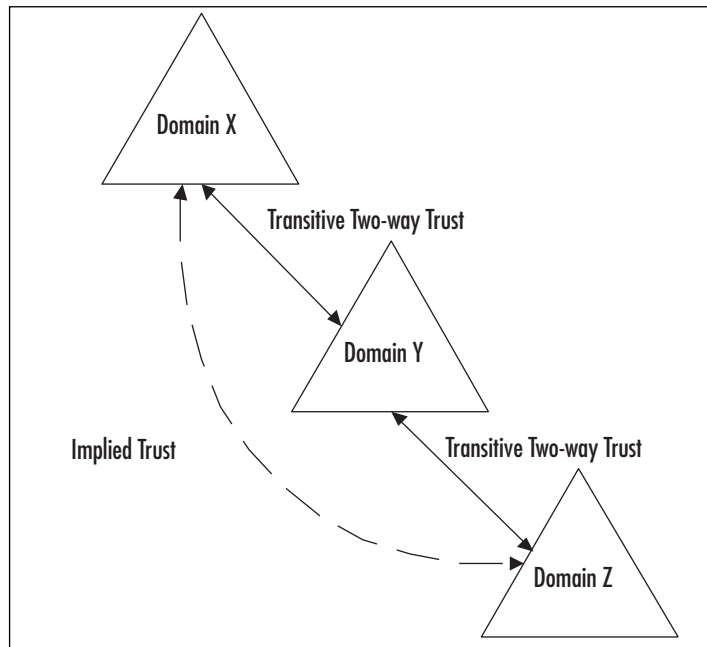 Domain X
Transitive Two-way Trust
Domain Y
Implied Trust
Transitive Two-way Trust
Domain Z